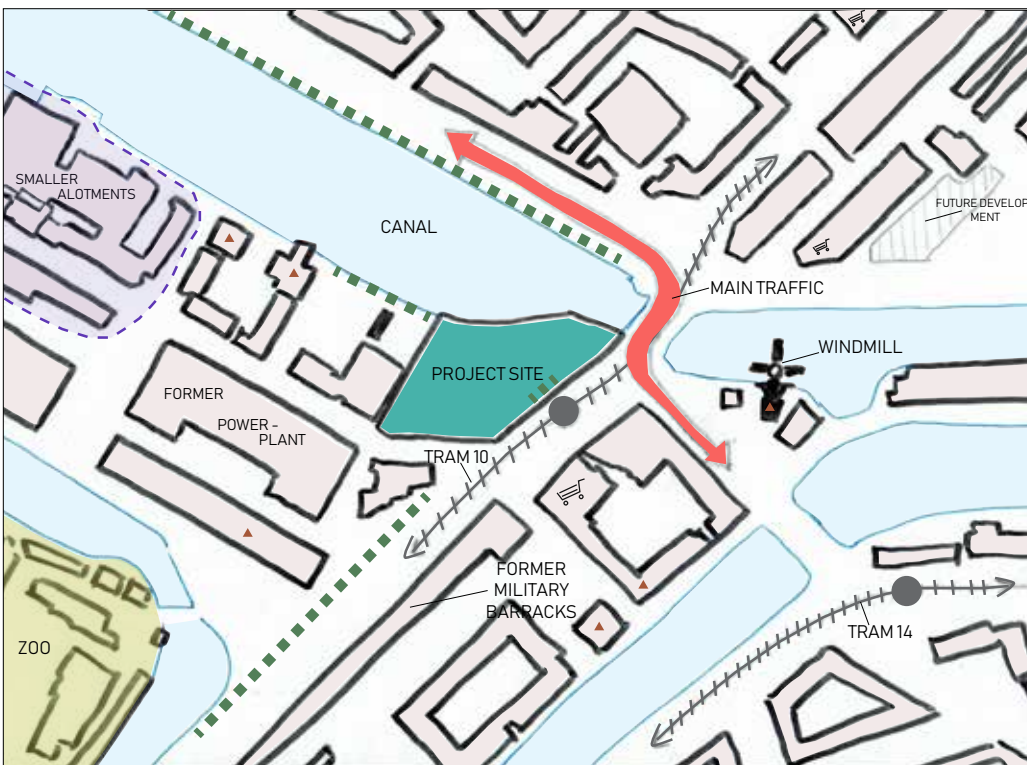 SMALLER
ALOTMENTS
CANAL
FUTURE DEVELOP
MENT
MAIN TRAFFIC
WINDMILL
PROJECT SITE
FORMER
POWER -
PLANT
TRAM 10
FORMER
MILITARY
BARRACKS
TRAM 14
ZOO